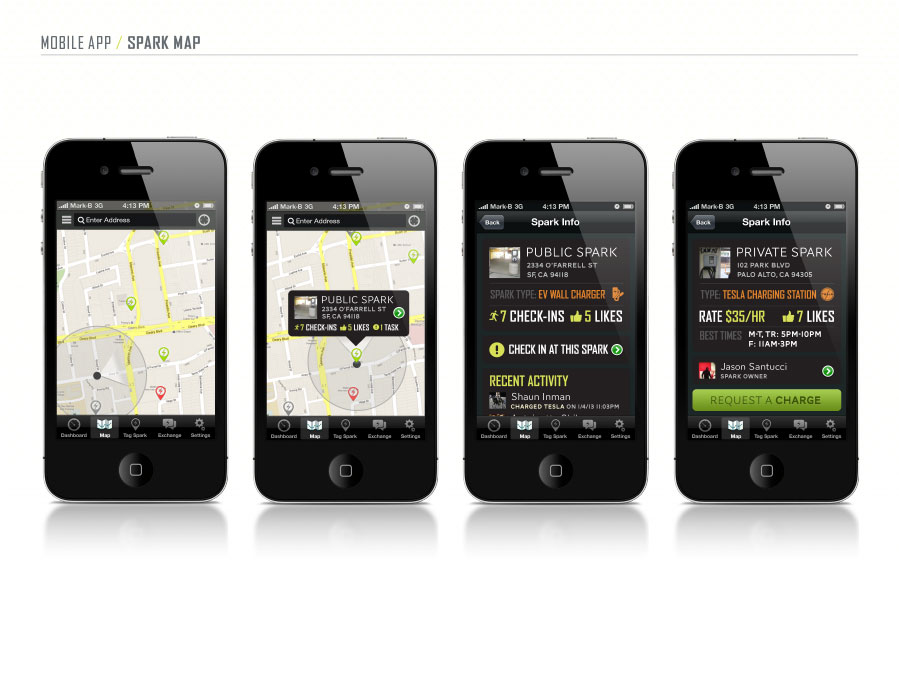 MOBILE APP / SPARK MAP
Mark-B 3G 4:13 PM
Enter Address
Geary Blvd
Geary Blvd
Dashboard Map Tag Spark Exchange Settings
Mark-B 3G 4:13 PM
Enter Address
PUBLIC SPARK
2334 O'FARRELL ST
SF, CA 94118
7 CHECK-INS 5 LIKES 1 TASK
Dashboard Map Tag Spark Exchange Settings
Mark-B 3G 4:13 PM
Back Spark Info
PUBLIC SPARK
2334 O'FARRELL ST
SF, CA 94118
SPARK TYPE: EV WALL CHARGER
7 CHECK-INS 5 LIKES
CHECK IN AT THIS SPARK
RECENT ACTIVITY
Shaun Inman
CHARGED TESLA ON 1/4/13 11:03PM
Dashboard Map Tag Spark Exchange Settings
Mark-B 3G 4:13 PM
Back Spark Info
PRIVATE SPARK
102 PARK BLVD
PALO ALTO, CA 94305
TYPE: TESLA CHARGING STATION
RATE $35/HR 7 LIKES
BEST TIMES M-T, TR: 5PM-10PM
F: 11AM-3PM
Jason Santucci
SPARK OWNER
REQUEST A CHARGE
Dashboard Map Tag Spark Exchange Settings